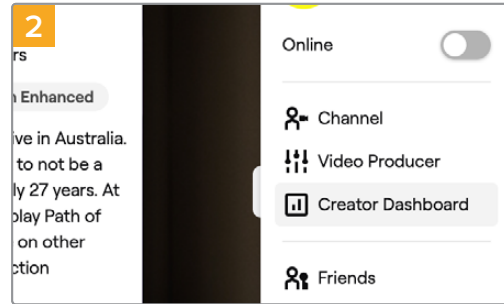 2
rs
Enhanced
ive in Australia.
to not be a
ly 27 years. At
play Path of
on other
ction
Online
Channel
Video Producer
Creator Dashboard
Friends